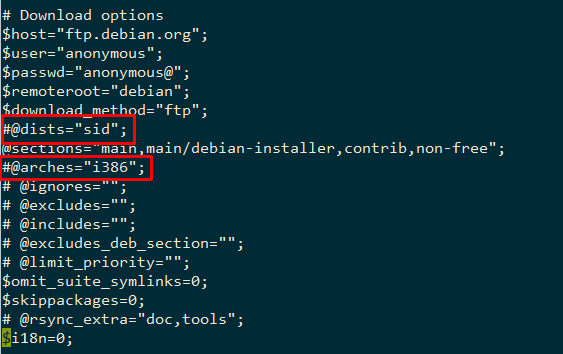 # Download options
$host="ftp.debian.org";
$user="anonymous";
$passwd="anonymous@";
$remoteroot="debian";
$download_method="ftp";
#@dists="sid";
@sections="main,main/debian-installer,contrib,non-free";
#@arches="i386";
# @ignores="";
# @excludes="";
# @includes="";
# @excludes_deb_section="";
# @limit_priority="";
$omit_suite_symlinks=0;
$skippackages=0;
# @rsync_extra="doc,tools";
$i18n=0;